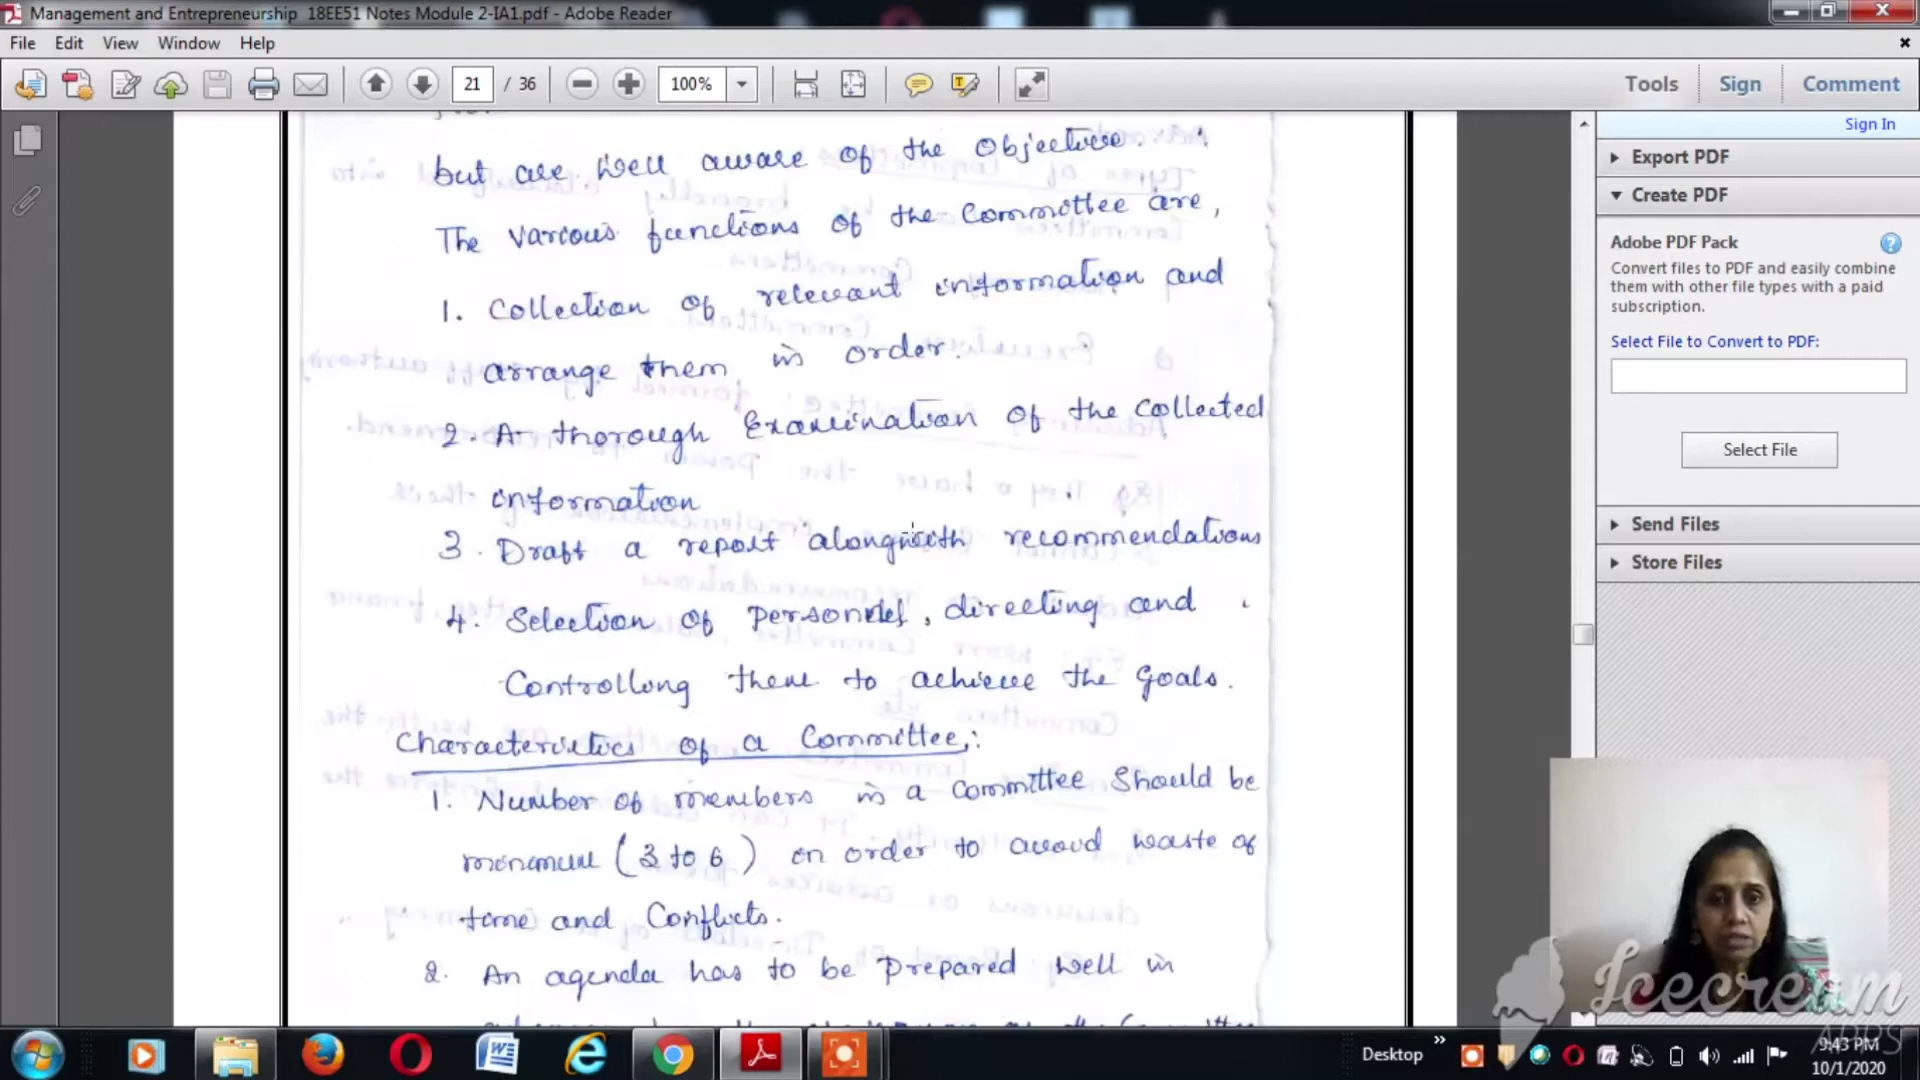 Management and Entrepreneurship 18EE51 Notes Module 2-IA1.pdf - Adobe Reader
File Edit View Window Help
21 / 36 100% Tools Sign Comment
Sign In
Export PDF
Create PDF
Adobe PDF Pack
Convert files to PDF and easily combine
them with other file types with a paid
subscription.
Select File to Convert to PDF:
Select File
Send Files
Store Files
but are well aware of the Objective.
The various functions of the Committee are,
1. Collection of relevant information and
arrange them in order.
2. A thorough Examination of the collected
information
3. Draft a report alongwith recommendations
4. Selection of personnel, directing and
Controlling them to achieve the goals.
Characteristics of a Committee:
1. Number of members in a Committee Should be
minimum (3 to 6) in order to avoid waste of
time and Conflicts.
2. An agenda has to be prepared well in
Icecream
APPS
Desktop
9:43 PM
10/1/2020